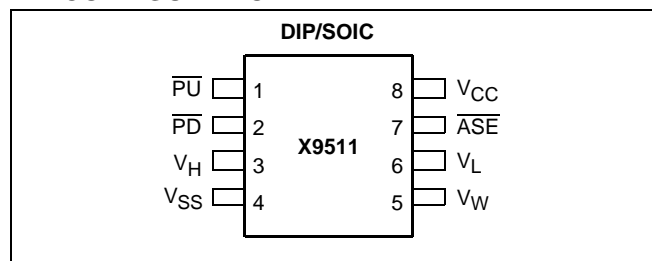 DIP/SOIC
PU 1 8 VCC
PD 2 7 ASE
X9511
VH 3 6 VL
VSS 4 5 VW